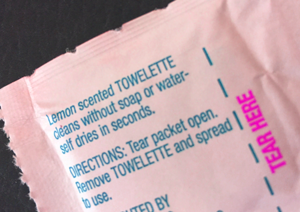 Lemon scented TOWELETTE
cleans without soap or water-
self dries in seconds.
DIRECTIONS: Tear packet open.
Remove TOWELETTE and spread
to use.
TEAR HERE